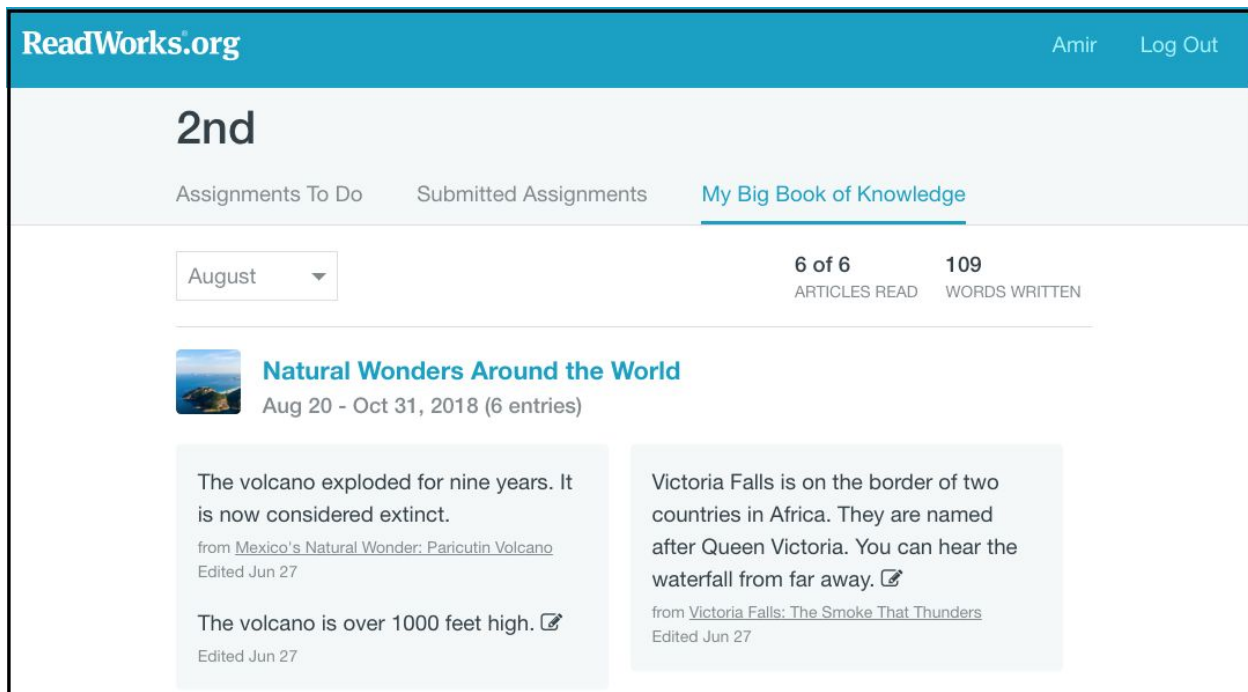 ReadWorks.org
Amir Log Out
2nd
Assignments To Do Submitted Assignments My Big Book of Knowledge
August
6 of 6 109
ARTICLES READ WORDS WRITTEN
Natural Wonders Around the World
Aug 20 - Oct 31, 2018 (6 entries)
The volcano exploded for nine years. It
is now considered extinct.
from Mexico's Natural Wonder: Paricutin Volcano
Edited Jun 27
The volcano is over 1000 feet high.
Edited Jun 27
Victoria Falls is on the border of two
countries in Africa. They are named
after Queen Victoria. You can hear the
waterfall from far away.
from Victoria Falls: The Smoke That Thunders
Edited Jun 27